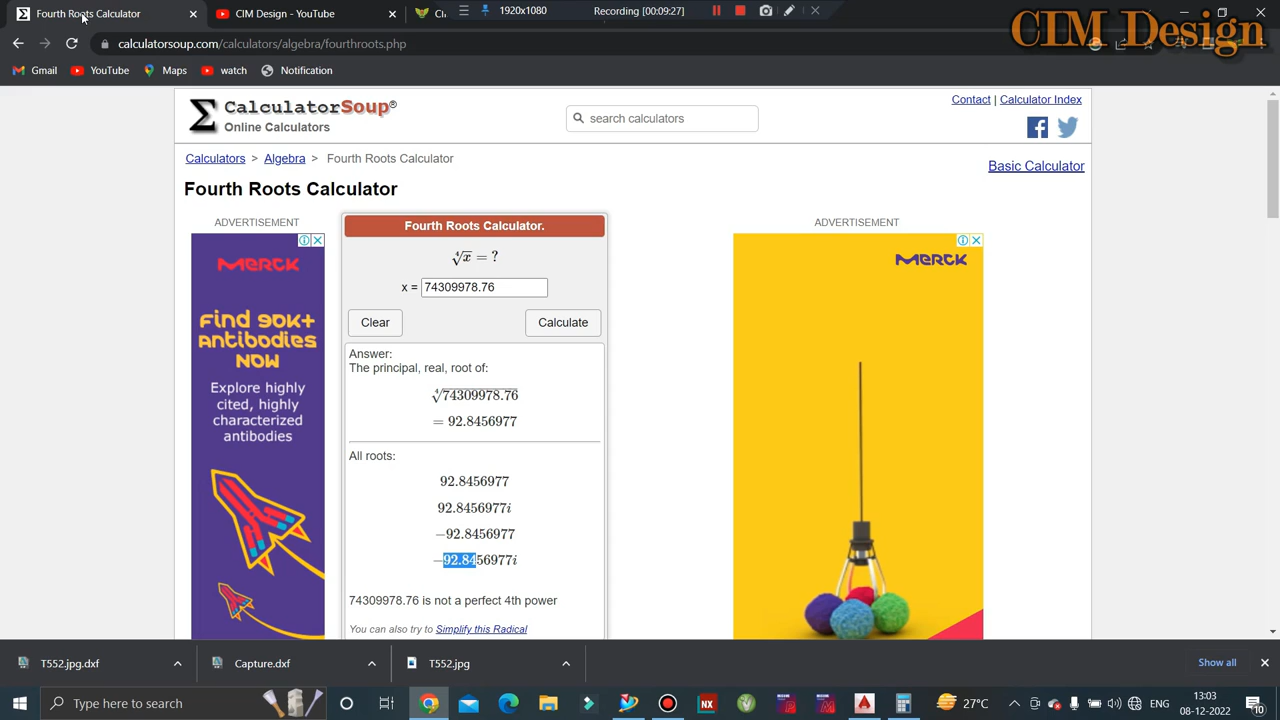 Fourth Roots Calculator
CIM Design - YouTube
Cli
1920x1080
Recording [00:09:27]
CIM Design
calculatorsoup.com/calculators/algebra/fourthroots.php
Gmail
YouTube
Maps
watch
Notification
CalculatorSoup®
Online Calculators
search calculators
Contact | Calculator Index
Calculators > Algebra > Fourth Roots Calculator
Basic Calculator
Fourth Roots Calculator
ADVERTISEMENT
ADVERTISEMENT
MERCK
Find 90K+
Antibodies
NOW
Explore highly
cited, highly
characterized
antibodies
Fourth Roots Calculator.
∜x = ?
x = 74309978.76
Clear
Calculate
Answer:
The principal, real, root of:
∜74309978.76
= 92.8456977
All roots:
92.8456977
92.8456977i
−92.8456977
−92.8456977i
74309978.76 is not a perfect 4th power
You can also try to Simplify this Radical
MERCK
T552.jpg.dxf
Capture.dxf
T552.jpg
Show all
Type here to search
NX
27°C
ENG
13:03
08-12-2022
10